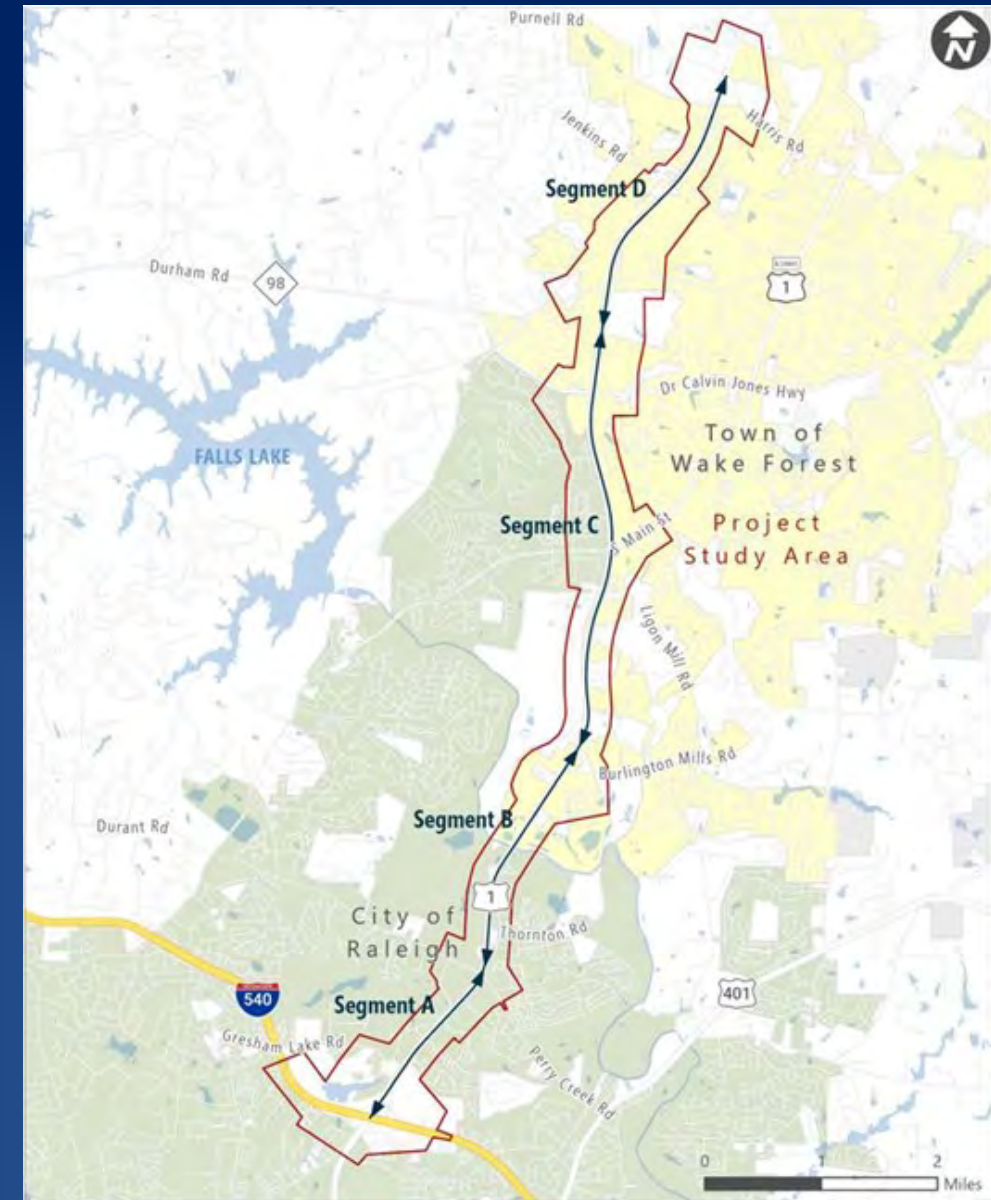 Purnell Rd
N
Jenkins Rd
Harris Rd
Segment D
Durham Rd
98
1
Dr Calvin Jones Hwy
Town of
Wake Forest
FALLS LAKE
Segment C
S Main St
Project
Study Area
Ligon Mill Rd
Burlington Mills Rd
Segment B
Durant Rd
1
City of
Raleigh
Thornton Rd
540
Segment A
401
Gresham Lake Rd
Perry Creek Rd
0 1 2
Miles